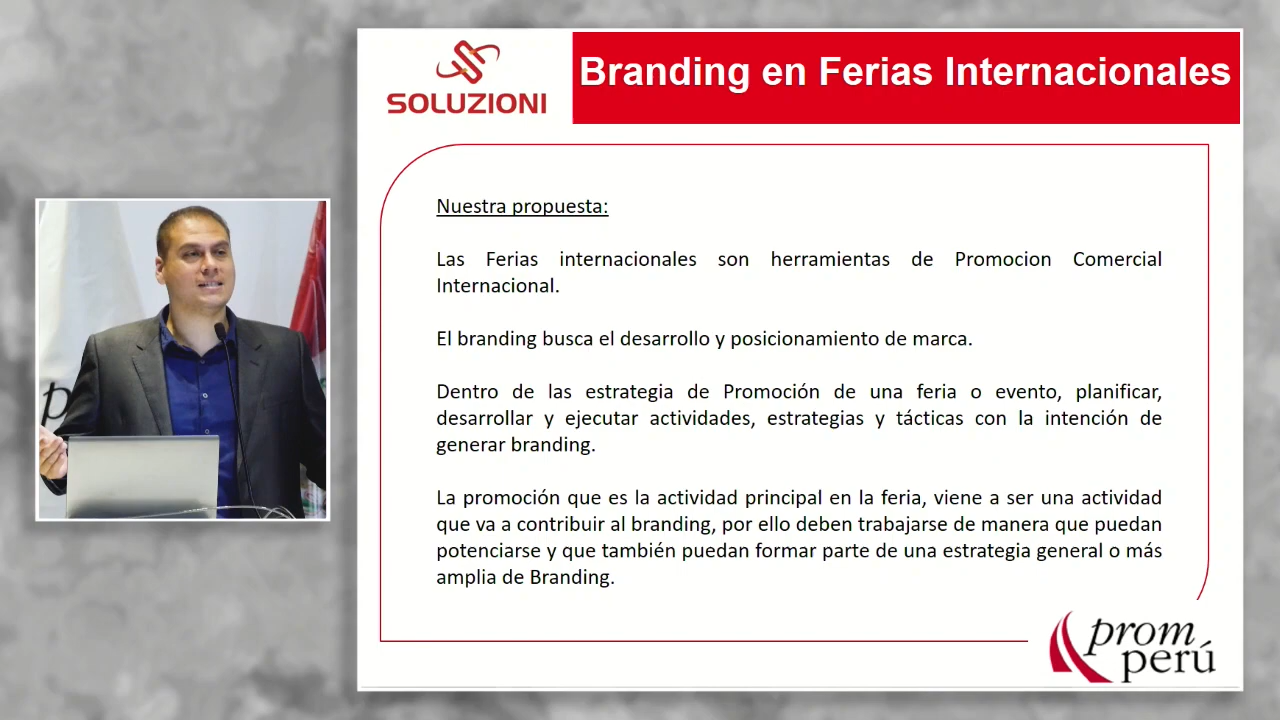 SOLUZIONI
Branding en Ferias Internacionales
Nuestra propuesta:
Las Ferias internacionales son herramientas de Promocion Comercial
Internacional.
El branding busca el desarrollo y posicionamiento de marca.
Dentro de las estrategia de Promoción de una feria o evento, planificar,
desarrollar y ejecutar actividades, estrategias y tácticas con la intención de
generar branding.
La promoción que es la actividad principal en la feria, viene a ser una actividad
que va a contribuir al branding, por ello deben trabajarse de manera que puedan
potenciarse y que también puedan formar parte de una estrategia general o más
amplia de Branding.
prom
perú